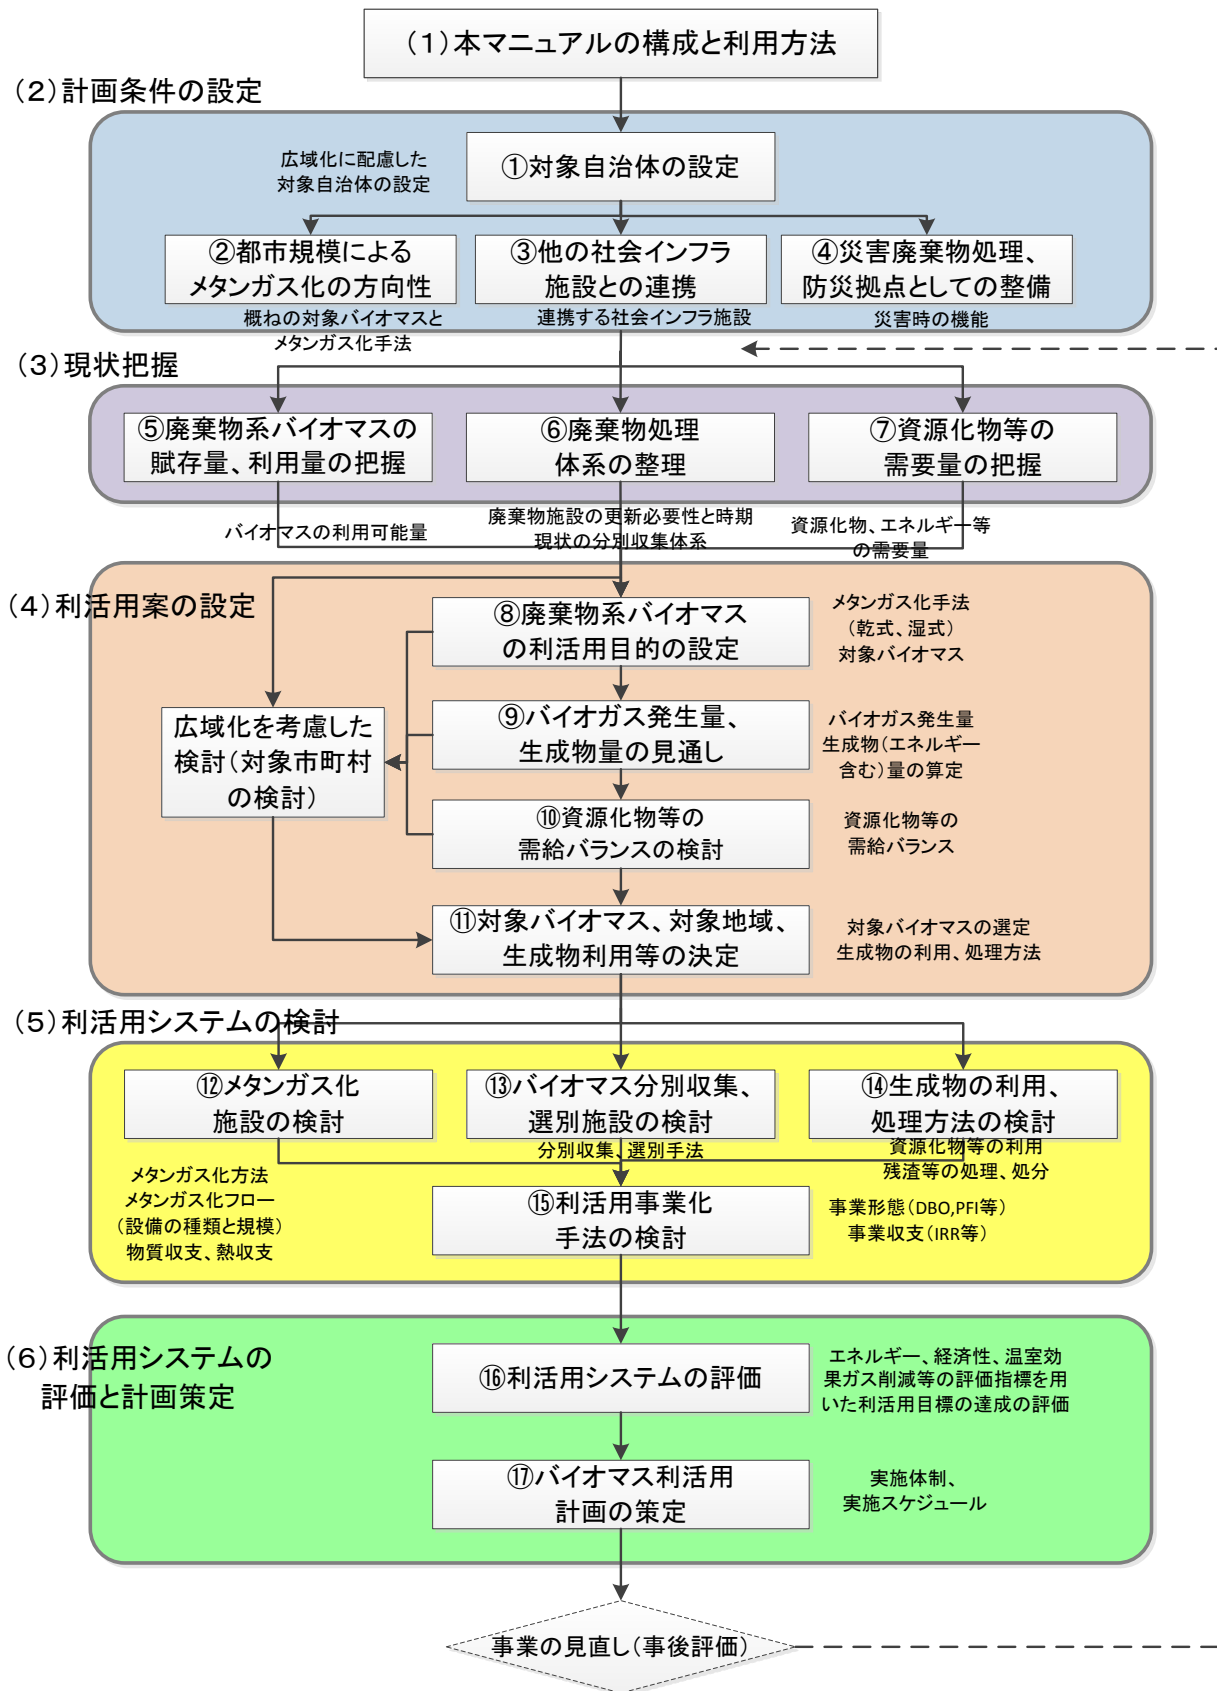 (1)本マニュアルの構成と利用方法
(2)計画条件の設定
広域化に配慮した
対象自治体の設定
①対象自治体の設定
②都市規模による
メタンガス化の方向性
③他の社会インフラ
施設との連携
④災害廃棄物処理、
防災拠点としての整備
概ねの対象バイオマスと
メタンガス化手法
連携する社会インフラ施設
災害時の機能
(3)現状把握
⑤廃棄物系バイオマスの
賦存量、利用量の把握
⑥廃棄物処理
体系の整理
⑦資源化物等の
需要量の把握
バイオマスの利用可能量
廃棄物施設の更新必要性と時期
現状の分別収集体系
資源化物、エネルギー等
の需要量
(4)利活用案の設定
⑧廃棄物系バイオマス
の利活用目的の設定
メタンガス化手法
(乾式、湿式)
対象バイオマス
広域化を考慮した
検討(対象市町村
の検討)
⑨バイオガス発生量、
生成物量の見通し
バイオガス発生量
生成物(エネルギー
含む)量の算定
⑩資源化物等の
需給バランスの検討
資源化物等の
需給バランス
⑪対象バイオマス、対象地域、
生成物利用等の決定
対象バイオマスの選定
生成物の利用、処理方法
(5)利活用システムの検討
⑫メタンガス化
施設の検討
⑬バイオマス分別収集、
選別施設の検討
⑭生成物の利用、
処理方法の検討
分別収集、選別手法
資源化物等の利用
残渣等の処理、処分
メタンガス化方法
メタンガス化フロー
(設備の種類と規模)
物質収支、熱収支
⑮利活用事業化
手法の検討
事業形態(DBO,PFI等)
事業収支(IRR等)
(6)利活用システムの
評価と計画策定
⑯利活用システムの評価
エネルギー、経済性、温室効
果ガス削減等の評価指標を用
いた利活用目標の達成の評価
⑰バイオマス利活用
計画の策定
実施体制、
実施スケジュール
事業の見直し(事後評価)